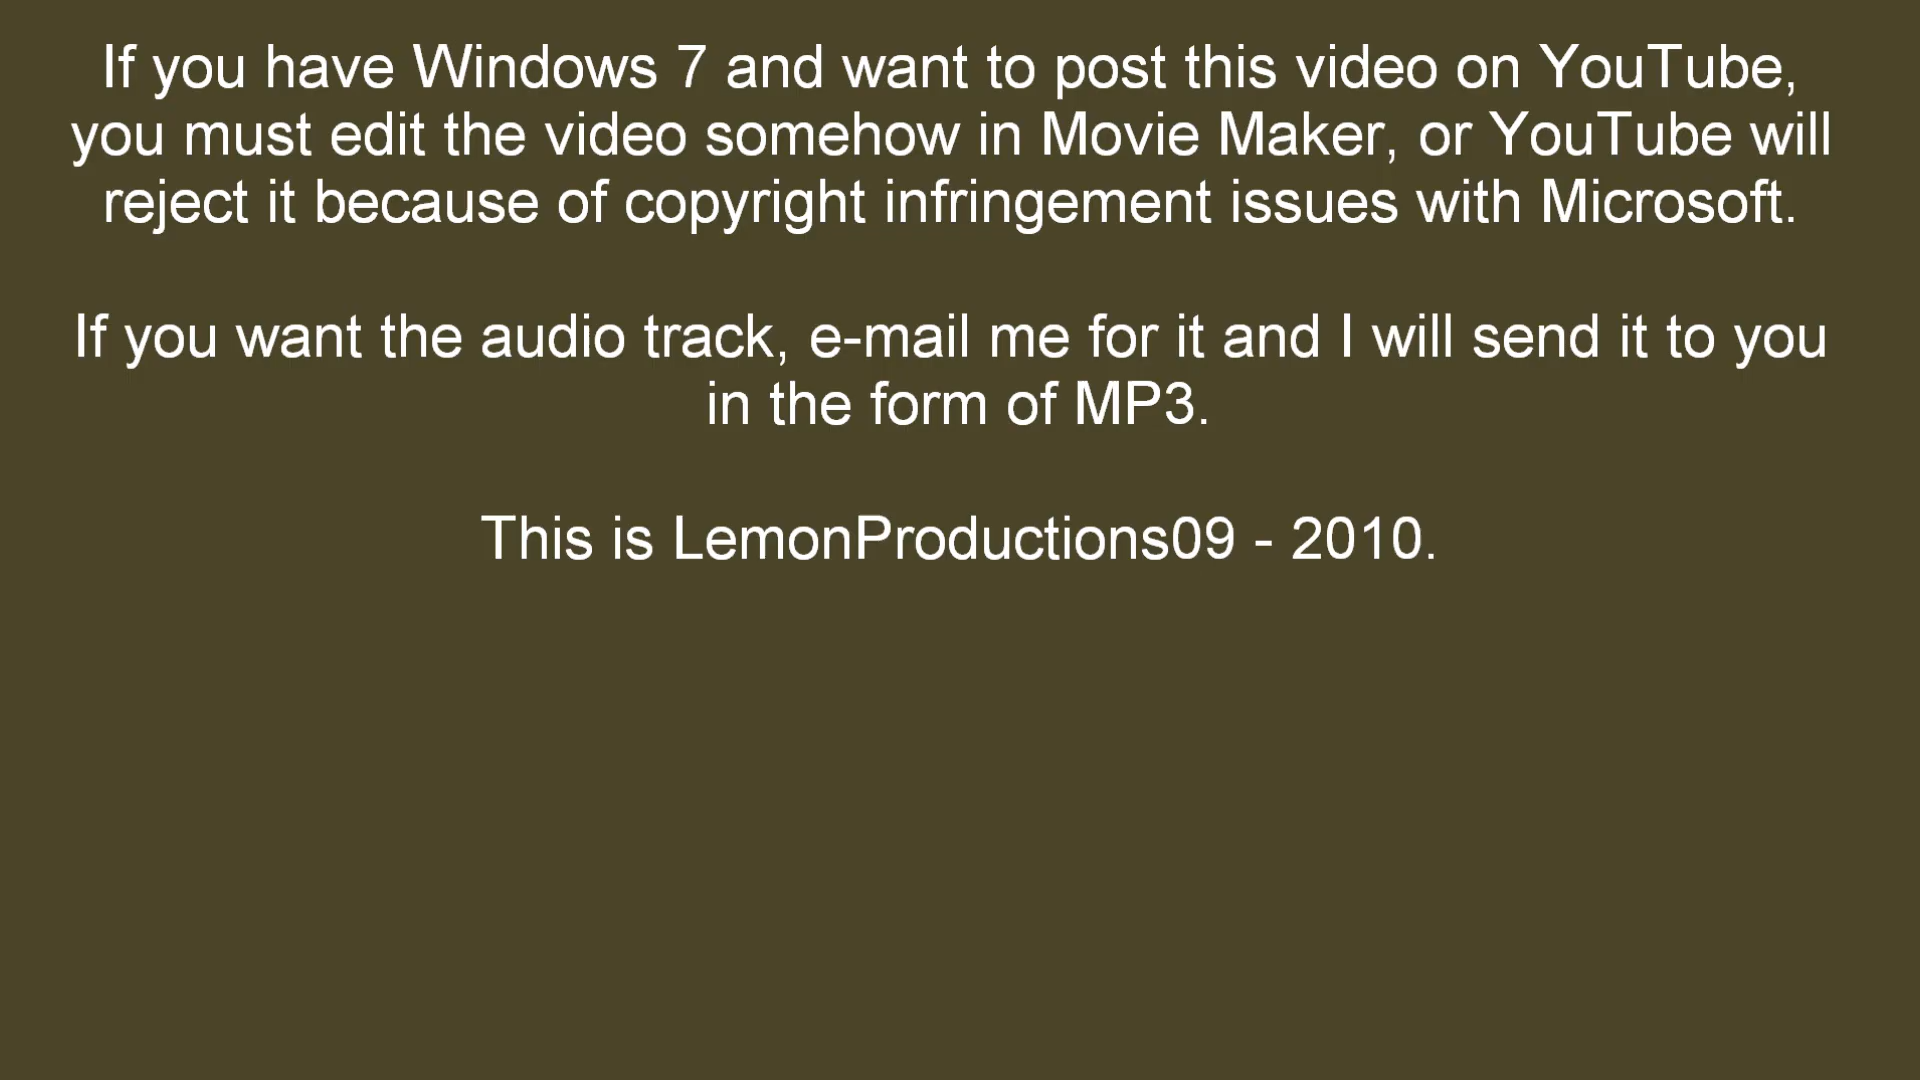 If you have Windows 7 and want to post this video on YouTube,
you must edit the video somehow in Movie Maker, or YouTube will
reject it because of copyright infringement issues with Microsoft.
If you want the audio track, e-mail me for it and I will send it to you
in the form of MP3.
This is LemonProductions09 - 2010.